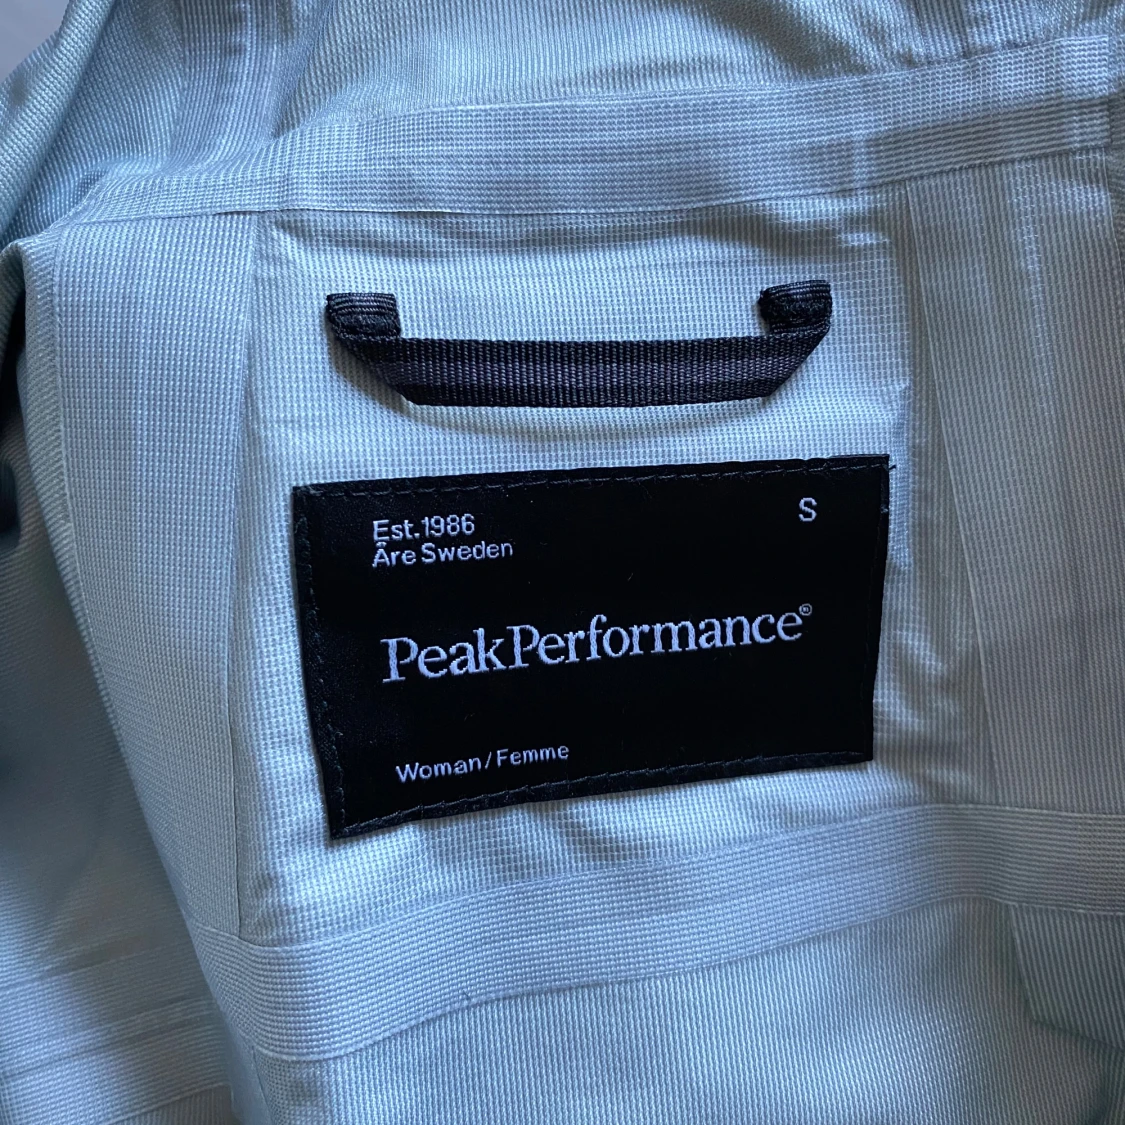 Est.1986
Åre Sweden
S
PeakPerformance®
Woman/Femme